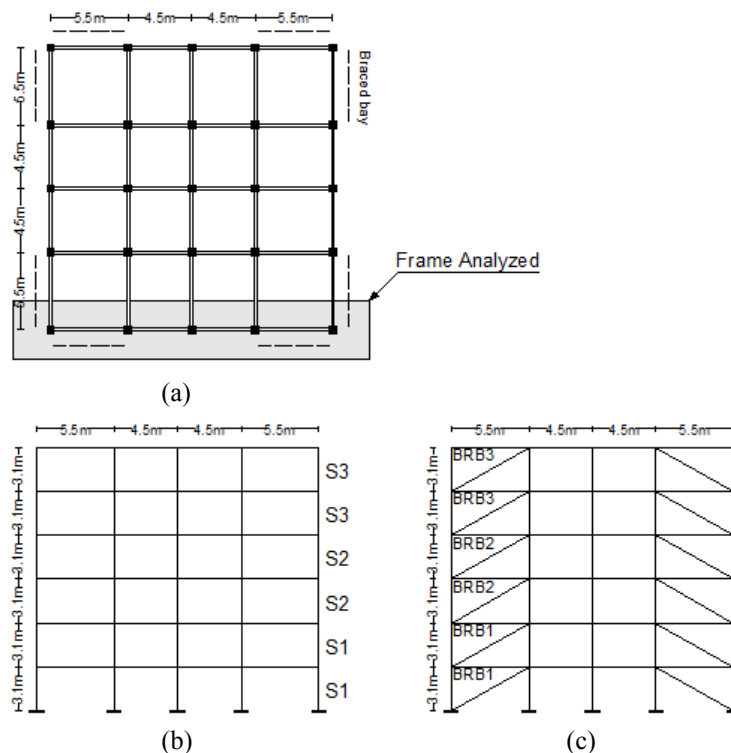 5.5m 4.5m 4.5m 5.5m
Braced bay
5.5m
4.5m
4.5m
5.5m
Frame Analyzed
(a)
5.5m 4.5m 4.5m 5.5m
3.1m S3
3.1m S3
3.1m S2
3.1m S2
3.1m S1
3.1m S1
(b)
5.5m 4.5m 4.5m 5.5m
3.1m BRB3
3.1m BRB3
3.1m BRB2
3.1m BRB2
3.1m BRB1
3.1m BRB1
(c)